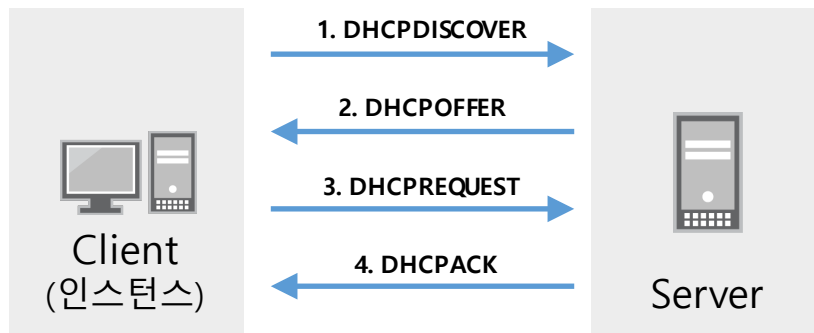 1. DHCPDISCOVER
2. DHCPOFFER
3. DHCPREQUEST
4. DHCPACK
Client
(인스턴스)
Server